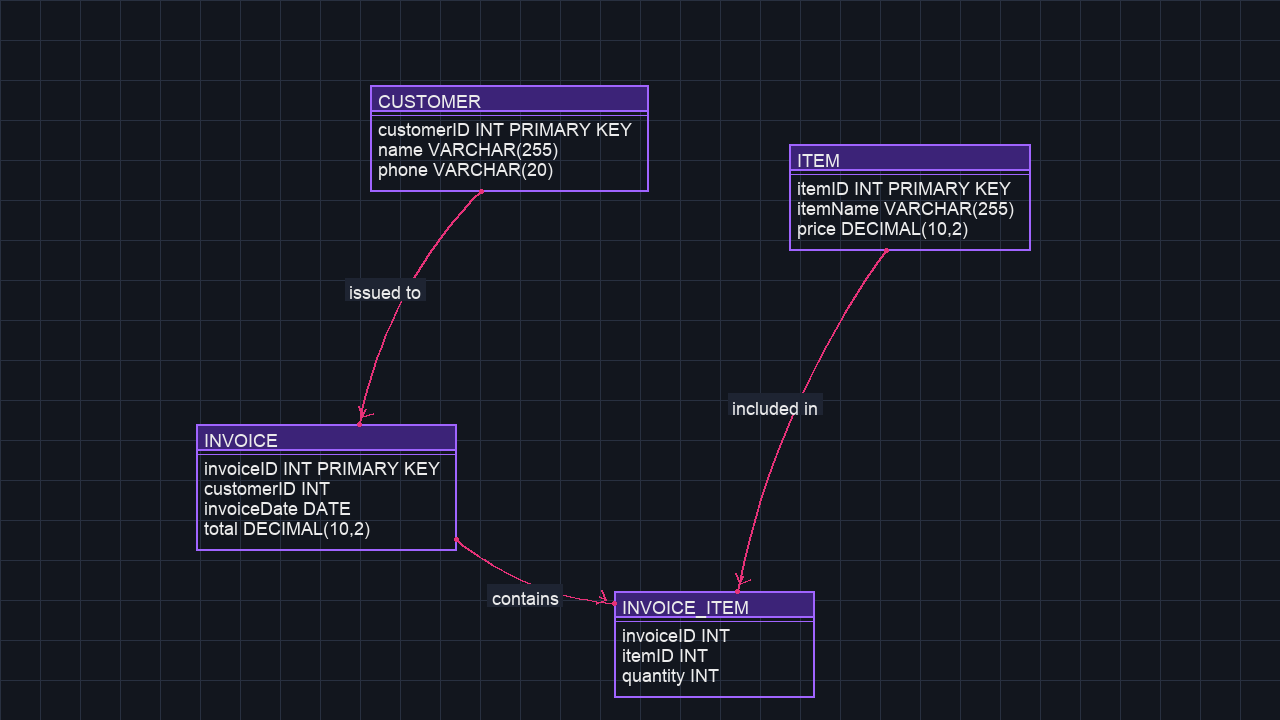 CUSTOMER
customerID INT PRIMARY KEY
name VARCHAR(255)
phone VARCHAR(20)
ITEM
itemID INT PRIMARY KEY
itemName VARCHAR(255)
price DECIMAL(10,2)
issued to
included in
INVOICE
invoiceID INT PRIMARY KEY
customerID INT
invoiceDate DATE
total DECIMAL(10,2)
contains
INVOICE_ITEM
invoiceID INT
itemID INT
quantity INT